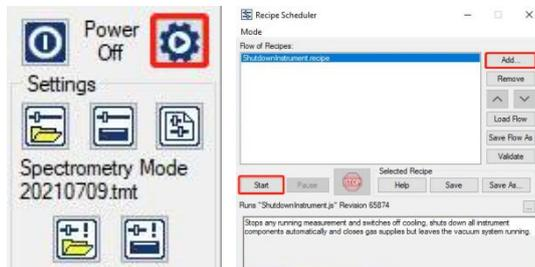 Power
Off
Settings
Spectrometry Mode
20210709.tmt
Recipe Scheduler
Mode
Row of Recipes:
ShutdownInstrument.recipe
Add...
Remove
Load Row
Save Row As
Validate
Selected Recipe
Start
Pause
STOP
Help
Save
Save As...
Runs "ShutdownInstrument.js" Revision 65874
...
Stops any running measurement and switches off cooling, shuts down all instrument
components automatically and closes gas supplies but leaves the vacuum system running.